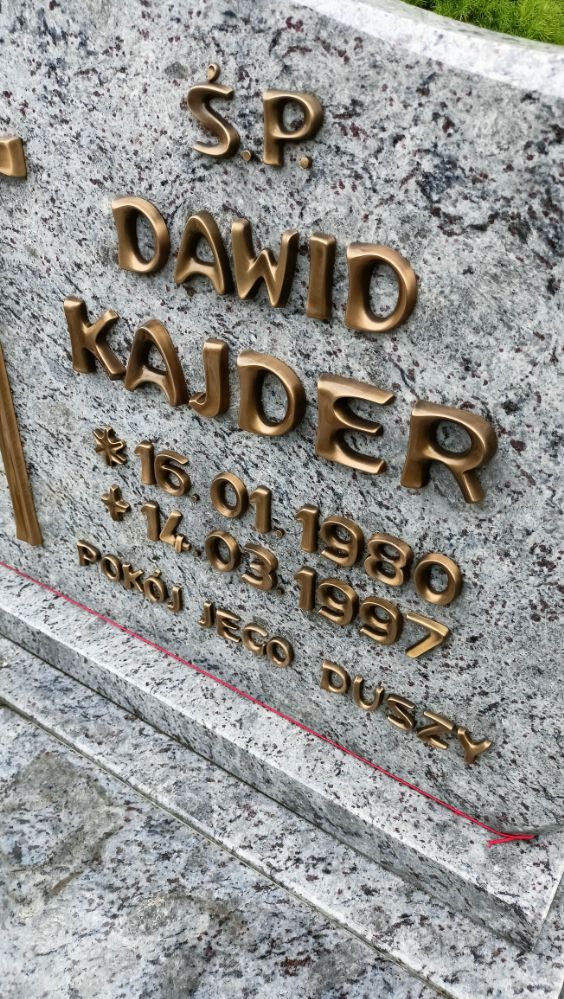 Ś.P.
DAWID
KAJDER
* 16.01.1980
+ 14.03.1997
POKÓJ JEGO DUSZY